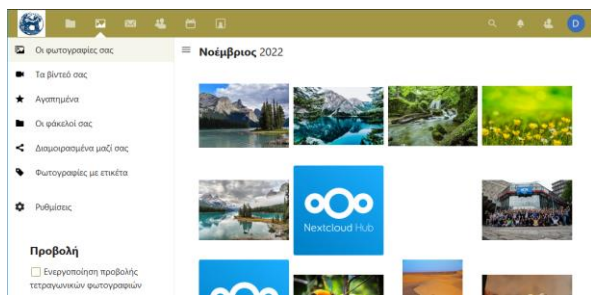 D
Οι φωτογραφίες σας
Νοέμβριος 2022
Τα βίντεό σας
Αγαπημένα
Οι φάκελοί σας
Διαμοιρασμένα μαζί σας
Φωτογραφίες με ετικέτα
Ρυθμίσεις
Nextcloud Hub
Προβολή
Ενεργοποίηση προβολής
τετραγωνικών φωτογραφιών